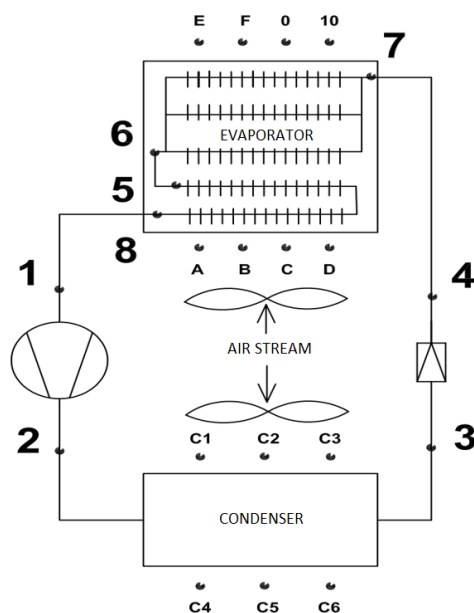 E F 0 10
7
EVAPORATOR
6
5
8
A B C D
1
4
AIR STREAM
2
C1 C2 C3
3
CONDENSER
C4 C5 C6